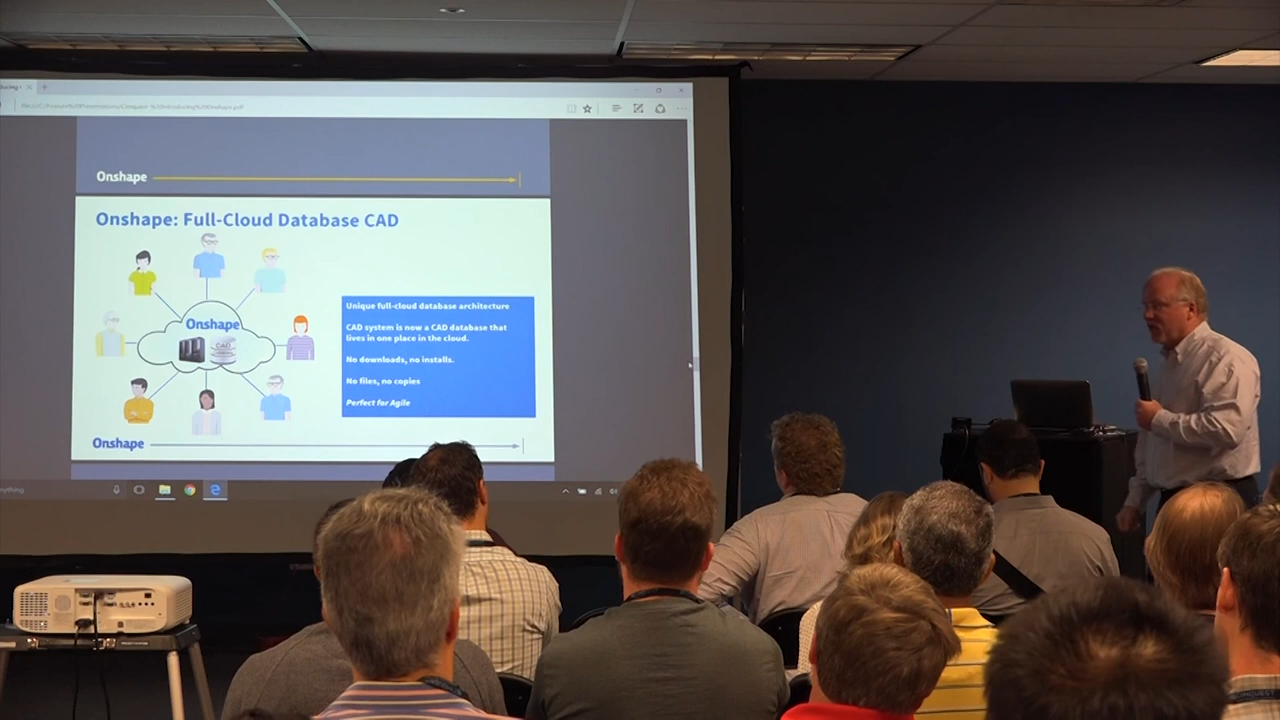 Onshape
Onshape: Full-Cloud Database CAD
Onshape
CAD
Unique full-cloud database architecture
CAD system is now a CAD database that
lives in one place in the cloud.
No downloads, no installs.
No files, no copies
Perfect for Agile
Onshape